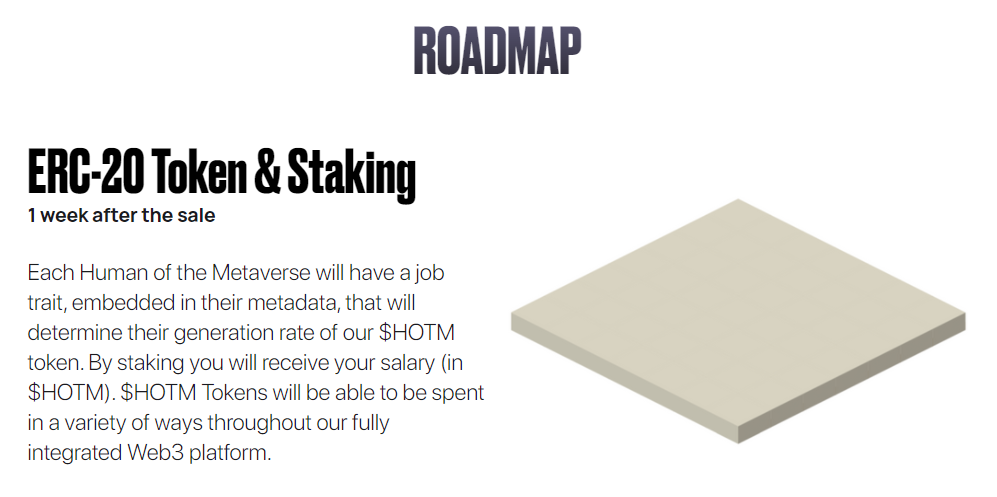 ROADMAP
ERC-20 Token & Staking
1 week after the sale
Each Human of the Metaverse will have a job
trait, embedded in their metadata, that will
determine their generation rate of our $HOTM
token. By staking you will receive your salary (in
$HOTM). $HOTM Tokens will be able to be spent
in a variety of ways throughout our fully
integrated Web3 platform.